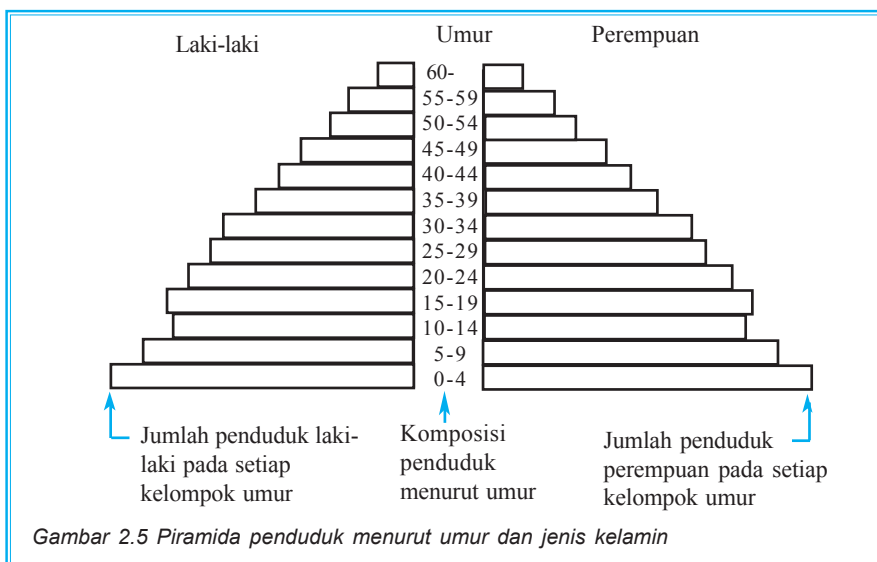 Laki-laki
Umur
Perempuan
60-
55-59
50-54
45-49
40-44
35-39
30-34
25-29
20-24
15-19
10-14
5-9
0-4
Jumlah penduduk laki-
laki pada setiap
kelompok umur
Komposisi
penduduk
menurut umur
Jumlah penduduk
perempuan pada setiap
kelompok umur
Gambar 2.5 Piramida penduduk menurut umur dan jenis kelamin